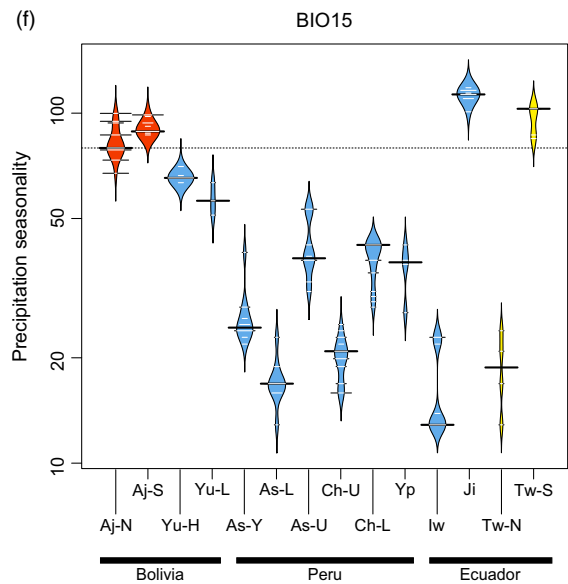 (f)
BIO15
Precipitation seasonality
100
50
20
10
Aj-S Yu-L As-L Ch-U Yp Ji Tw-S
Aj-N Yu-H As-Y As-U Ch-L Iw Tw-N
Bolivia Peru Ecuador